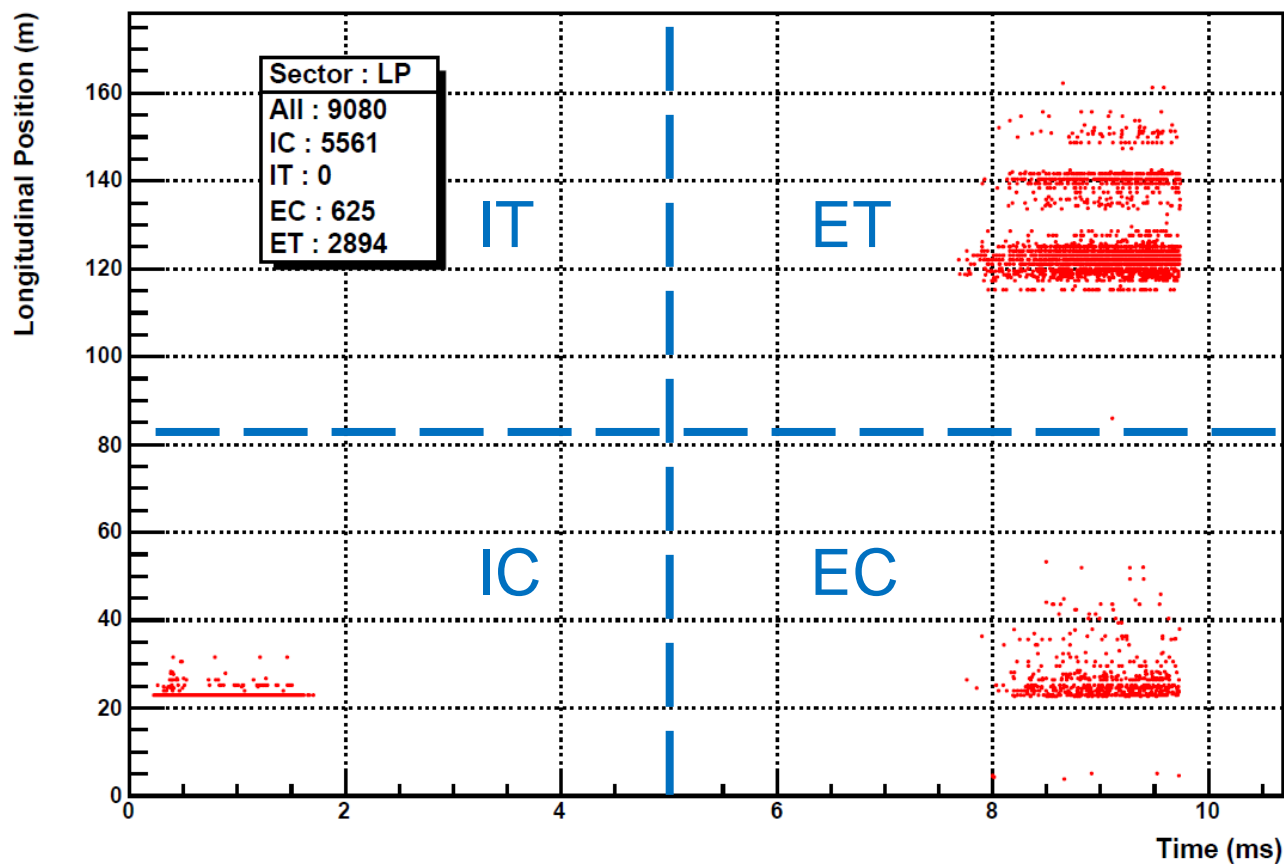 Longitudinal Position (m)
160
140
120
100
80
60
40
20
0
Sector : LP
All : 9080
IC : 5561
IT : 0
EC : 625
ET : 2894
IT
ET
IC
EC
0
2
4
6
8
10
Time (ms)